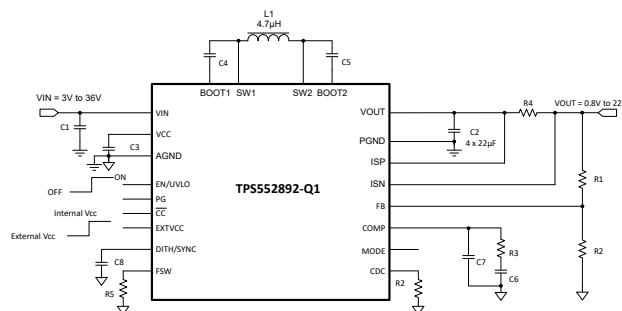 L1
4.7µH
C4
C5
BOOT1 SW1
SW2 BOOT2
VIN = 3V to 36V
VIN
VOUT
R4
VOUT = 0.8V to 22
C1
VCC
C3
AGND
PGND
C2
4 x 22µF
ISP
ISN
R1
TPS552892-Q1
OFF
ON
EN/UVLO
PG
Internal Vcc
CC
External Vcc
EXTVCC
FB
COMP
R3
R2
C7
C6
DITH/SYNC
MODE
C8
FSW
R5
CDC
R2